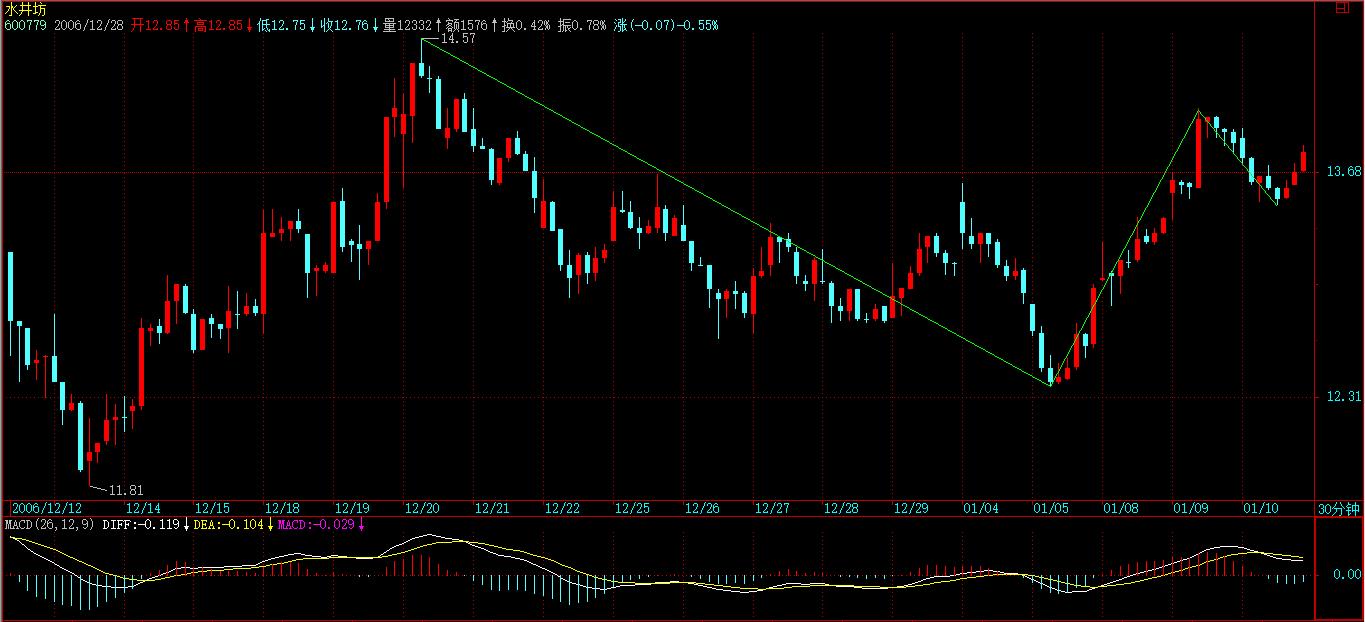 水井坊
600779 2006/12/28 开12.85↑高12.85↓低12.75↓收12.76↓量12332↑额1576↑换0.42% 振0.78% 涨(-0.07)-0.55%
14.57
13.68
12.31
11.81
2006/12/12 12/14 12/15 12/18 12/19 12/20 12/21 12/22 12/25 12/26 12/27 12/28 12/29 01/04 01/05 01/08 01/09 01/10 30分钟
MACD(26,12,9) DIFF:-0.119↓DEA:-0.104↓MACD:-0.029↓
0.00